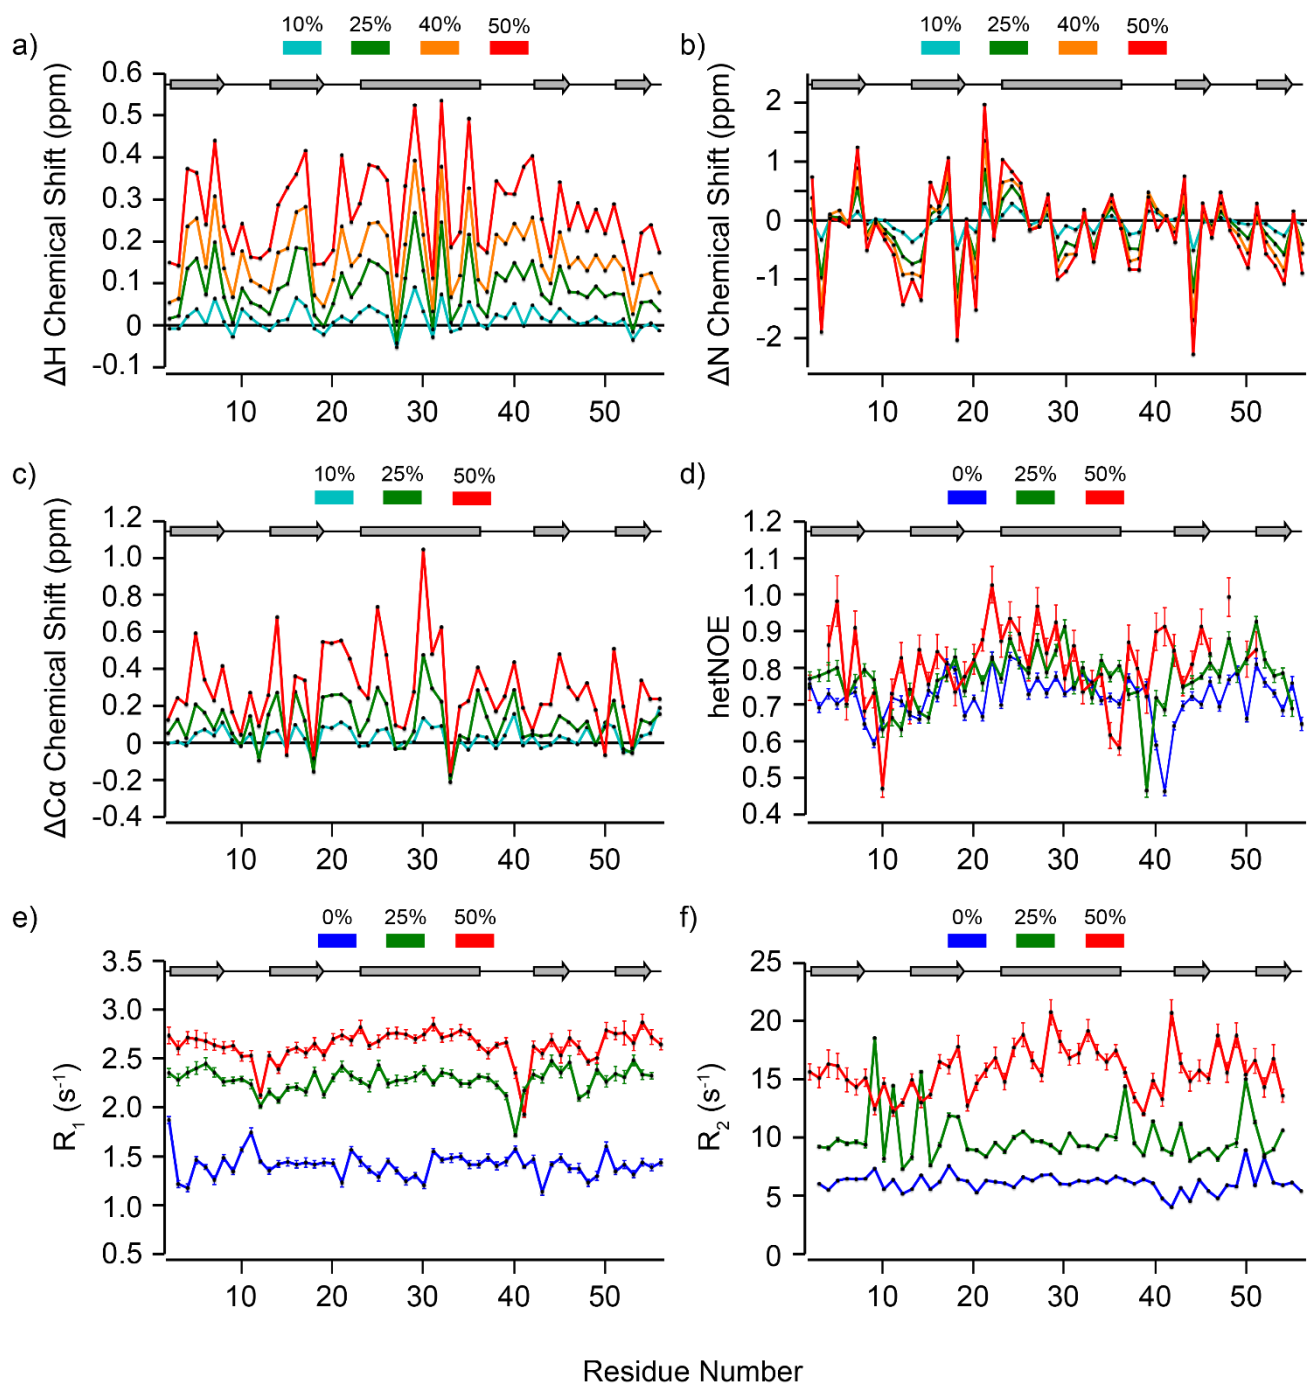 a)
10% 25% 40% 50%
ΔH Chemical Shift (ppm)
0.6
0.5
0.4
0.3
0.2
0.1
0
-0.1
10 20 30 40 50
b)
10% 25% 40% 50%
ΔN Chemical Shift (ppm)
2
1
0
-1
-2
10 20 30 40 50
c)
10% 25% 50%
ΔCα Chemical Shift (ppm)
1.2
1.0
0.8
0.6
0.4
0.2
0
-0.2
-0.4
10 20 30 40 50
d)
0% 25% 50%
hetNOE
1.2
1.1
1.0
0.9
0.8
0.7
0.6
0.5
0.4
10 20 30 40 50
e)
0% 25% 50%
R1 (s-1)
3.5
3.0
2.5
2.0
1.5
1.0
0.5
10 20 30 40 50
f)
0% 25% 50%
R2 (s-1)
25
20
15
10
5
0
10 20 30 40 50
Residue Number